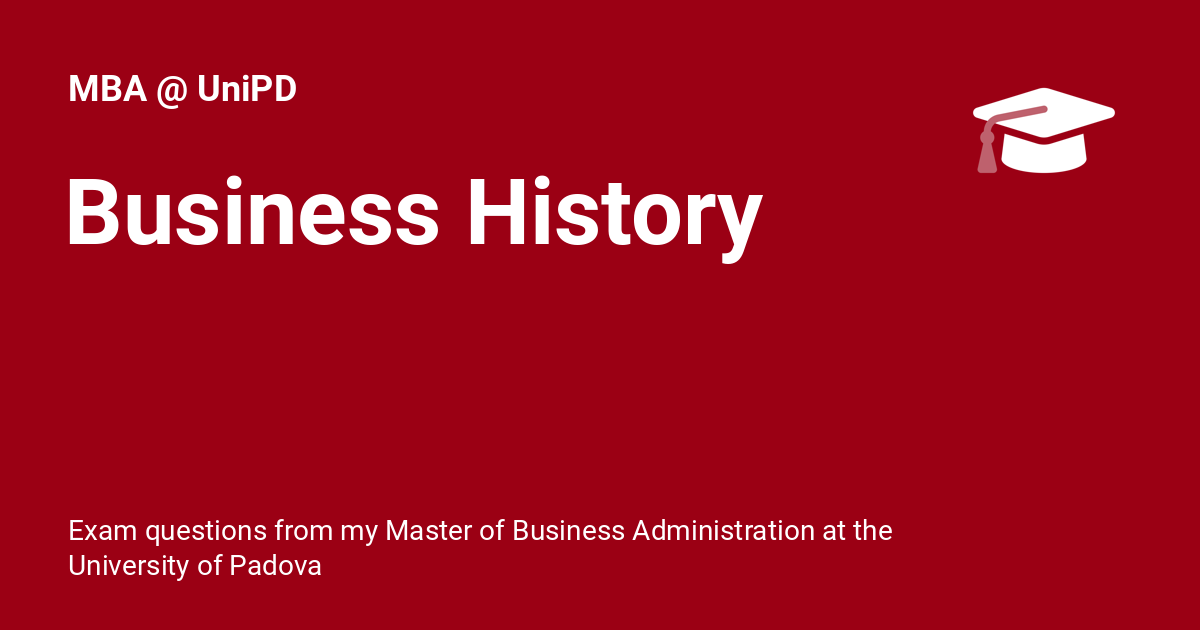 MBA @ UniPD
Business History
Exam questions from my Master of Business Administration at the
University of Padova